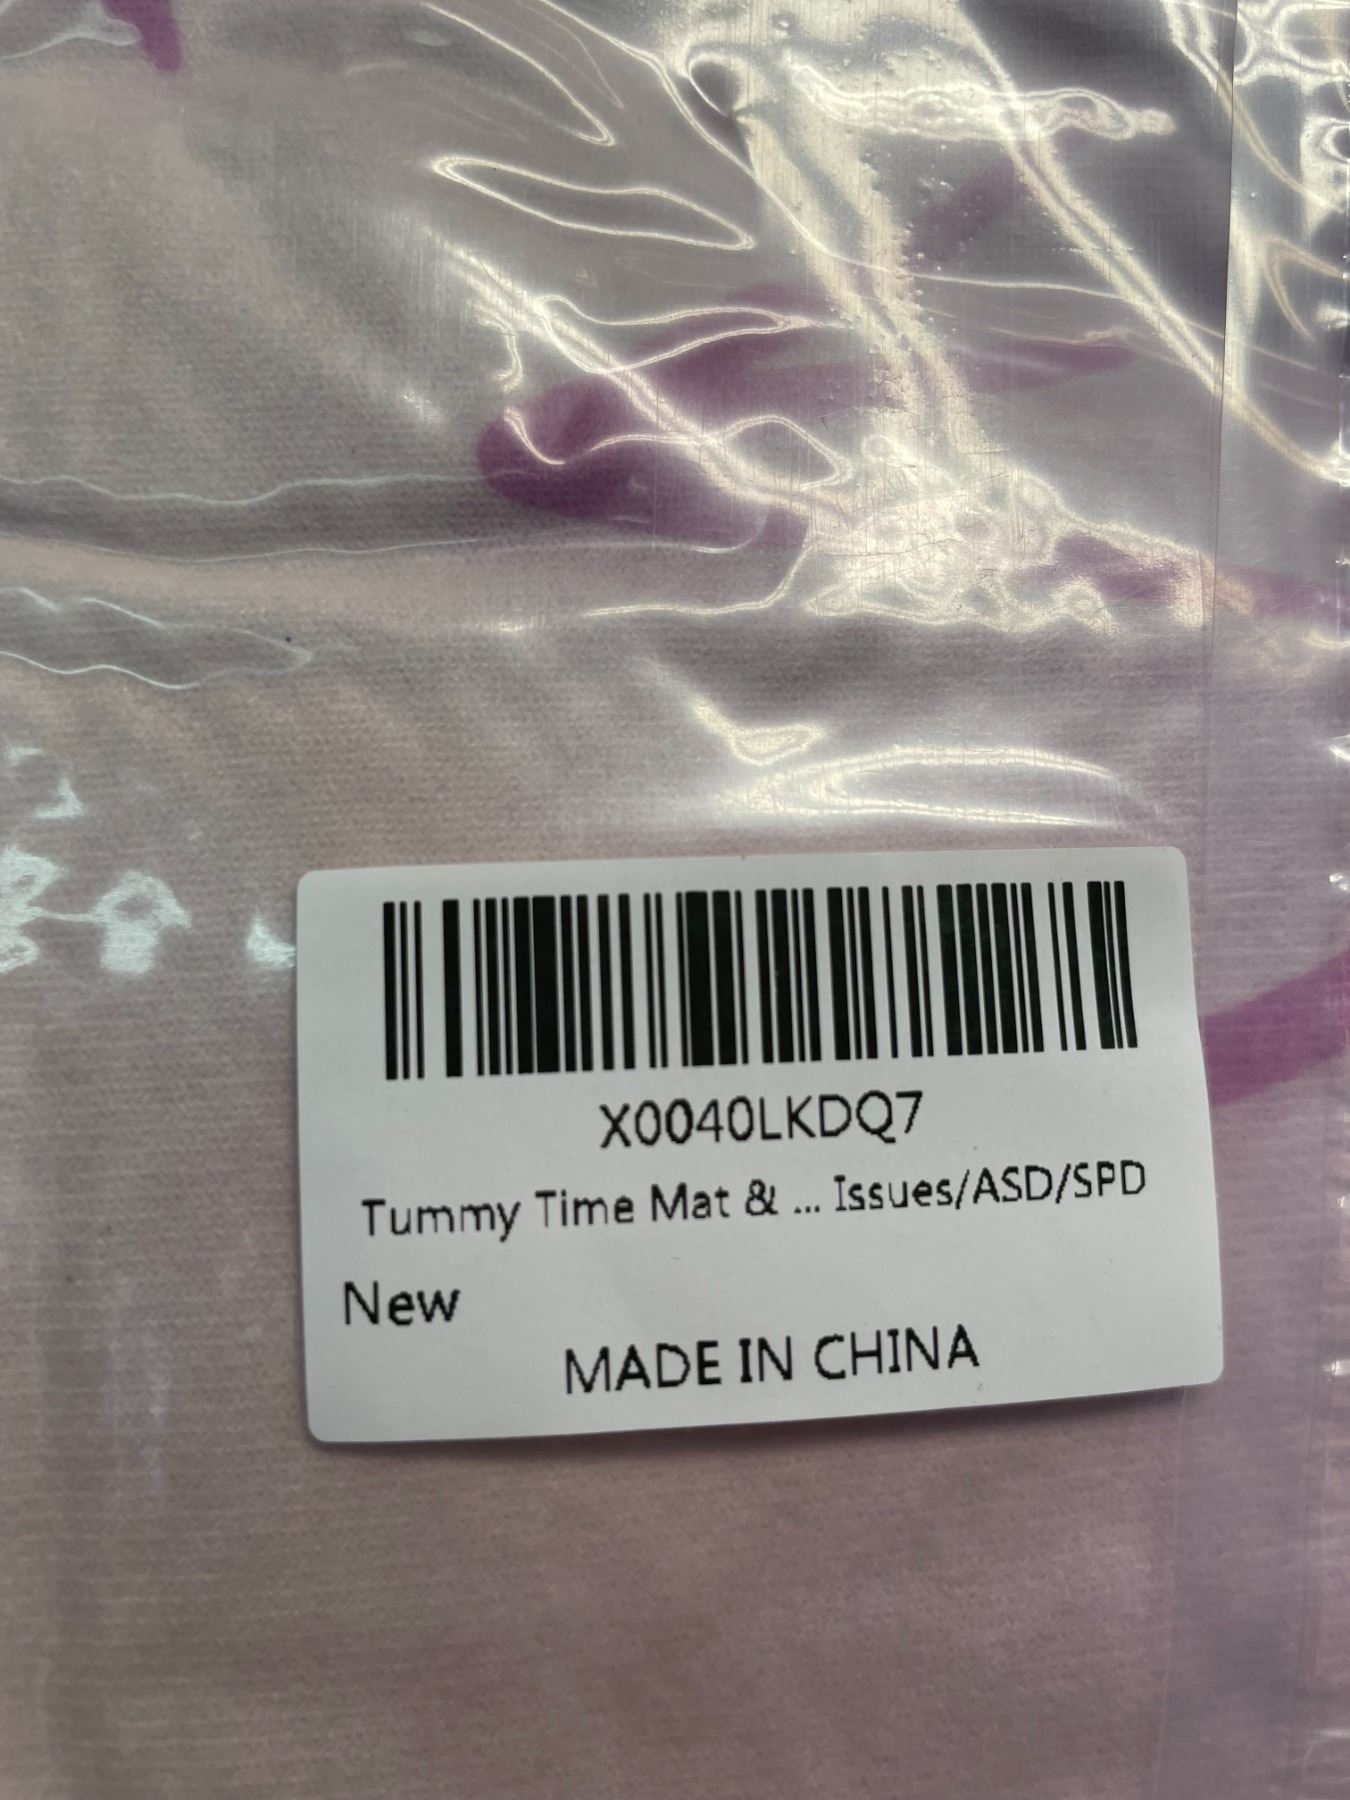 X0040LKDQ7
Tummy Time Mat & ... Issues/ASD/SPD
New
MADE IN CHINA